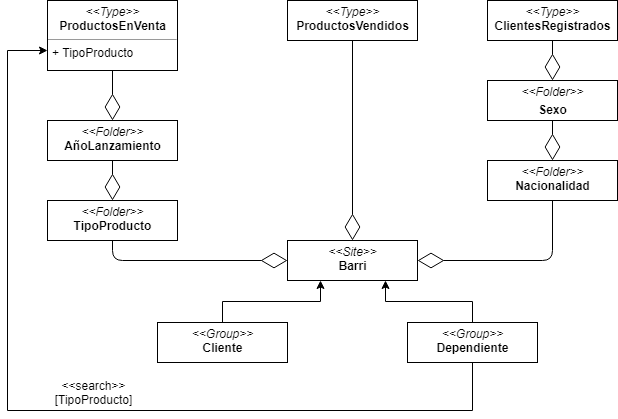 <<Type>>
ProductosEnVenta
+ TipoProducto
<<Type>>
ProductosVendidos
<<Type>>
ClientesRegistrados
<<Folder>>
Sexo
<<Folder>>
AñoLanzamiento
<<Folder>>
Nacionalidad
<<Folder>>
TipoProducto
<<Site>>
Barri
<<Group>>
Cliente
<<Group>>
Dependiente
<<search>>
[TipoProducto]